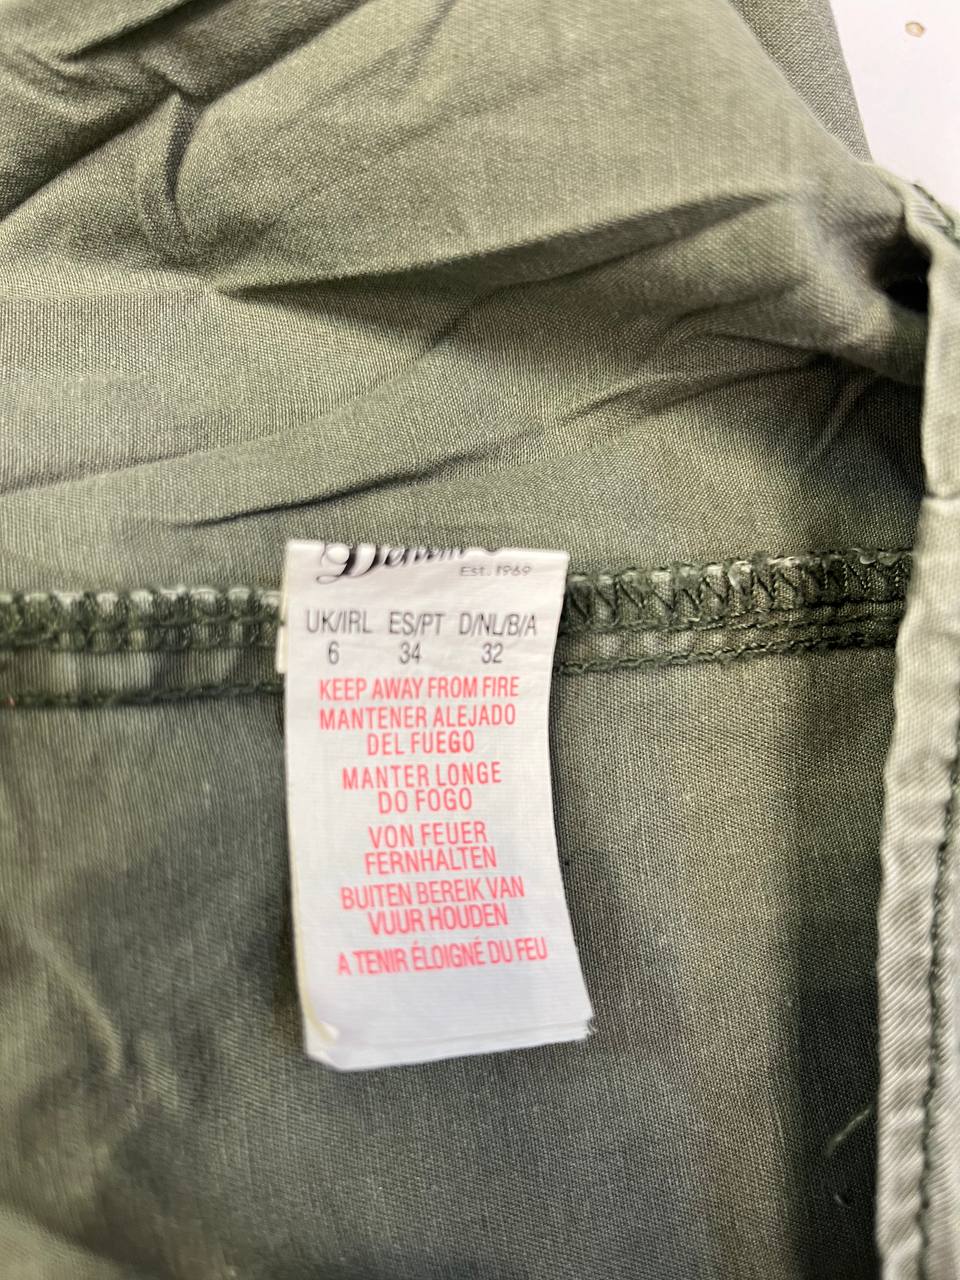 Denim
Est. 1969
UK/IRL ES/PT D/NL/B/A
6 34 32
KEEP AWAY FROM FIRE
MANTENER ALEJADO
DEL FUEGO
MANTER LONGE
DO FOGO
VON FEUER
FERNHALTEN
BUITEN BEREIK VAN
VUUR HOUDEN
A TENIR ÉLOIGNÉ DU FEU